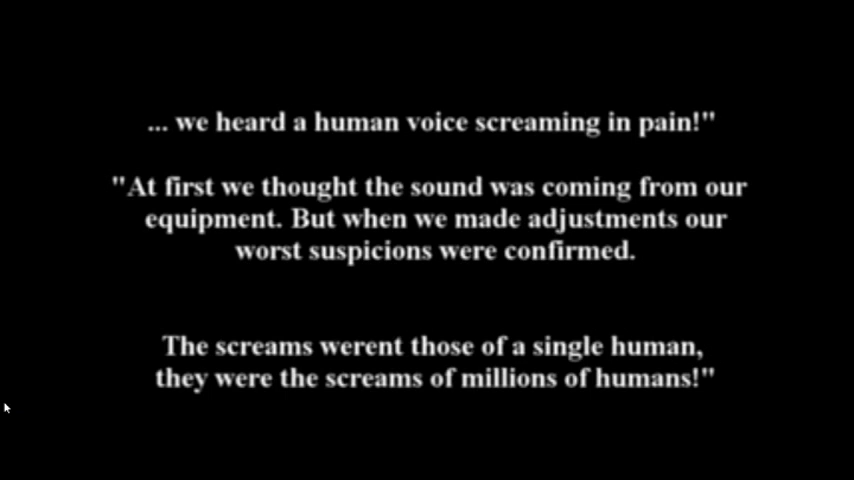 ... we heard a human voice screaming in pain!"
"At first we thought the sound was coming from our
equipment. But when we made adjustments our
worst suspicions were confirmed.
The screams werent those of a single human,
they were the screams of millions of humans!"